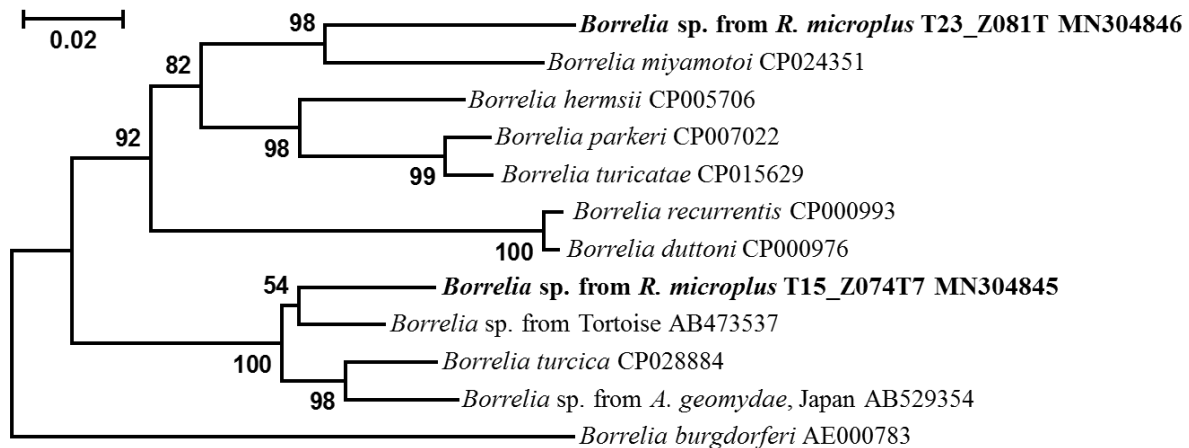 0.02
98
Borrelia sp. from R. microplus T23_Z081T MN304846
82
Borrelia miyamotoi CP024351
Borrelia hermsii CP005706
92
98
Borrelia parkeri CP007022
99
Borrelia turicatae CP015629
Borrelia recurrentis CP000993
100
Borrelia duttoni CP000976
54
Borrelia sp. from R. microplus T15_Z074T7 MN304845
Borrelia sp. from Tortoise AB473537
100
Borrelia turcica CP028884
98
Borrelia sp. from A. geomydae, Japan AB529354
Borrelia burgdorferi AE000783